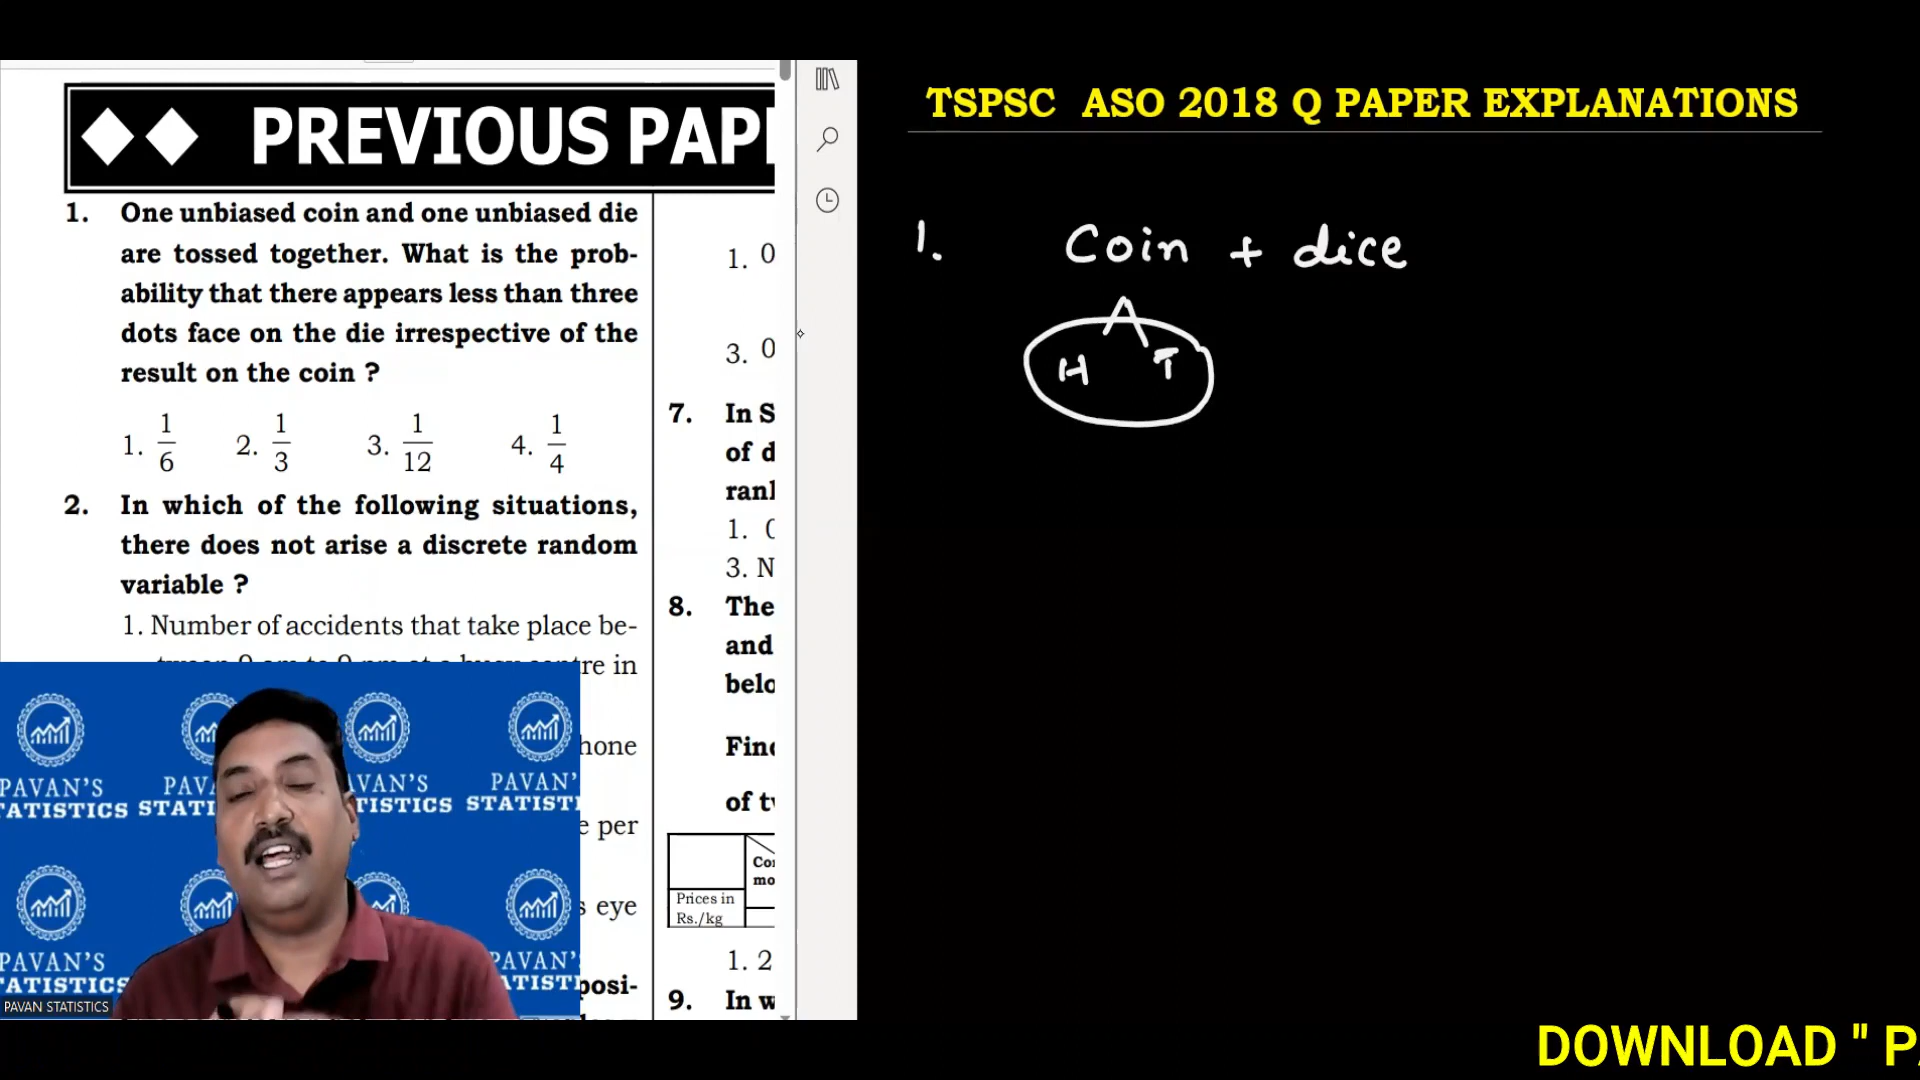 PREVIOUS PAP
1. One unbiased coin and one unbiased die
are tossed together. What is the prob-
ability that there appears less than three
dots face on the die irrespective of the
result on the coin ?
1. 1/6 2. 1/3 3. 1/12 4. 1/4
2. In which of the following situations,
there does not arise a discrete random
variable ?
1. Number of accidents that take place be-
re in
hone
e per
s eye
posi-
1. 0
3. 0
7. In S
of d
ran
1.
3. N
8. The
and
belo
Find
of tw
Com
mo
Prices in
Rs./kg
1. 2
9. In w
TSPSC ASO 2018 Q PAPER EXPLANATIONS
1. Coin + dice
H T
PAVAN'S
STATISTICS
PAVAN STATISTICS
DOWNLOAD " P